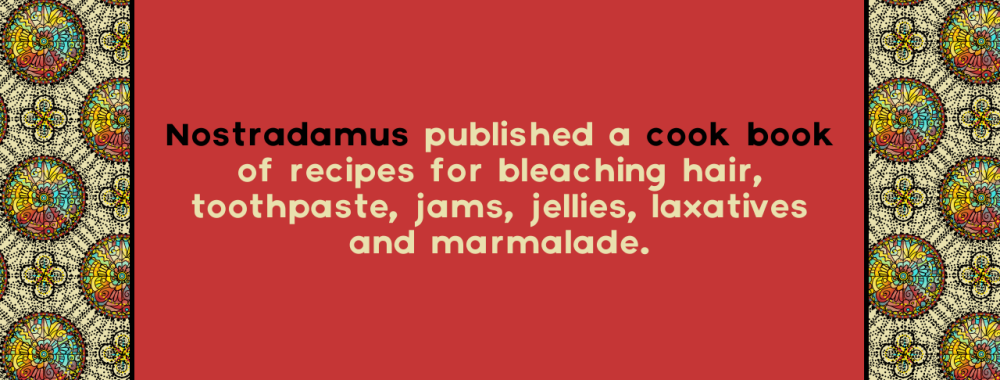 Nostradamus published a cook book
of recipes for bleaching hair,
toothpaste, jams, jellies, laxatives
and marmalade.